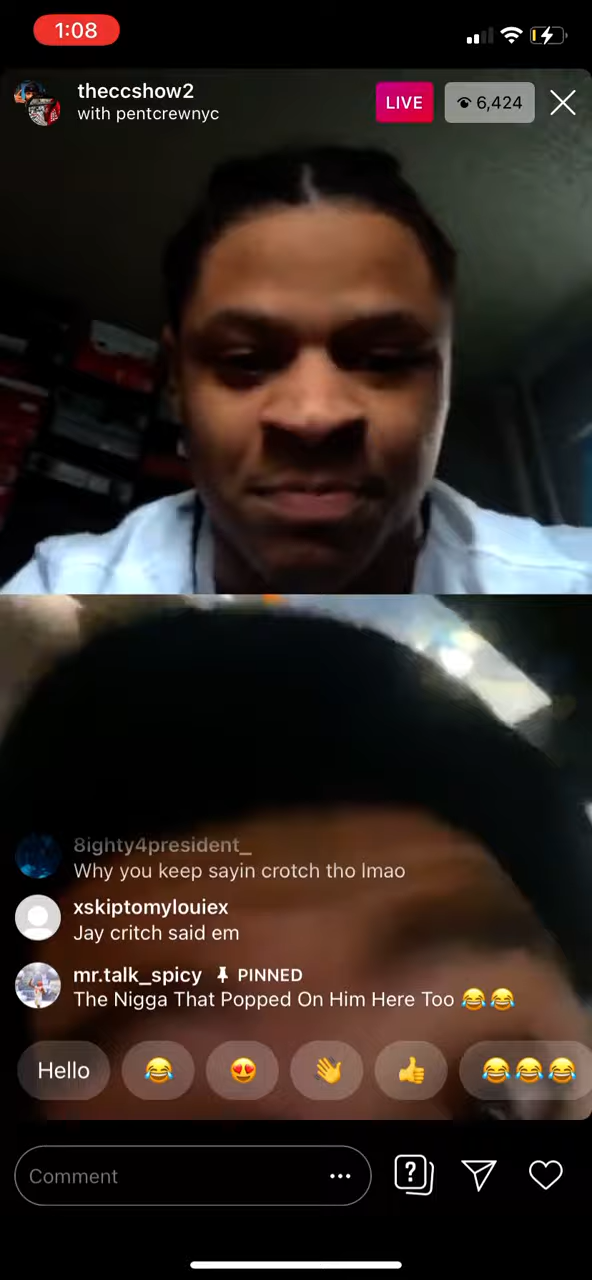 1:08
theccshow2
with pentcrewnyc
LIVE
6,424
8ighty4president_
Why you keep sayin crotch tho lmao
xskiptomylouiex
Jay critch said em
mr.talk_spicy PINNED
The Nigga That Popped On Him Here Too 😂😂
Hello 😂 😍 👋 👍 😂😂😂
Comment